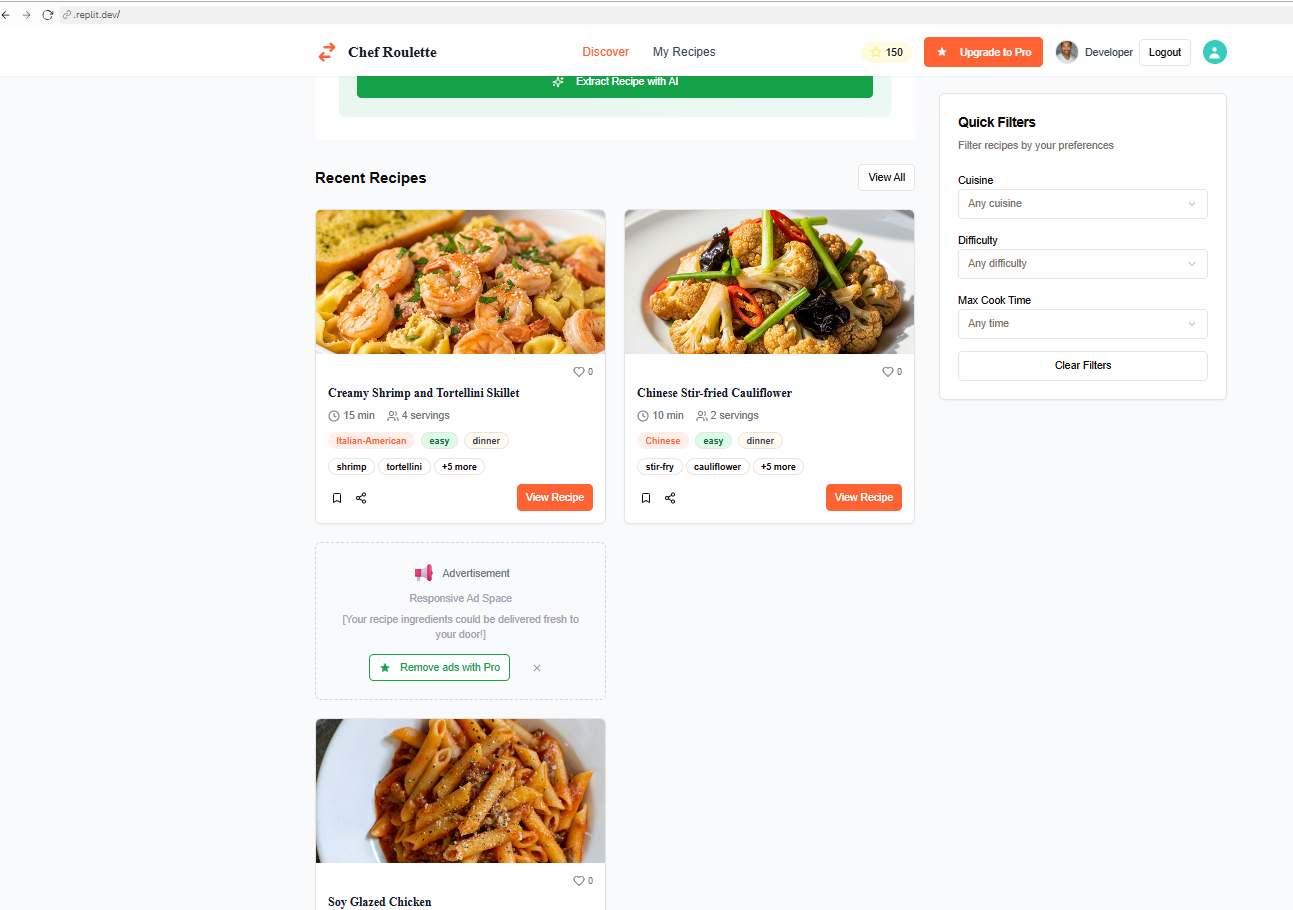 .replit.dev/
Chef Roulette
Discover
My Recipes
150
Upgrade to Pro
Developer
Logout
Extract Recipe with AI
Recent Recipes
View All
0
Creamy Shrimp and Tortellini Skillet
15 min
4 servings
Italian-American
easy
dinner
shrimp
tortellini
+5 more
View Recipe
0
Chinese Stir-fried Cauliflower
10 min
2 servings
Chinese
easy
dinner
stir-fry
cauliflower
+5 more
View Recipe
Advertisement
Responsive Ad Space
[Your recipe ingredients could be delivered fresh to
your door!]
Remove ads with Pro
0
Soy Glazed Chicken
Quick Filters
Filter recipes by your preferences
Cuisine
Any cuisine
Difficulty
Any difficulty
Max Cook Time
Any time
Clear Filters